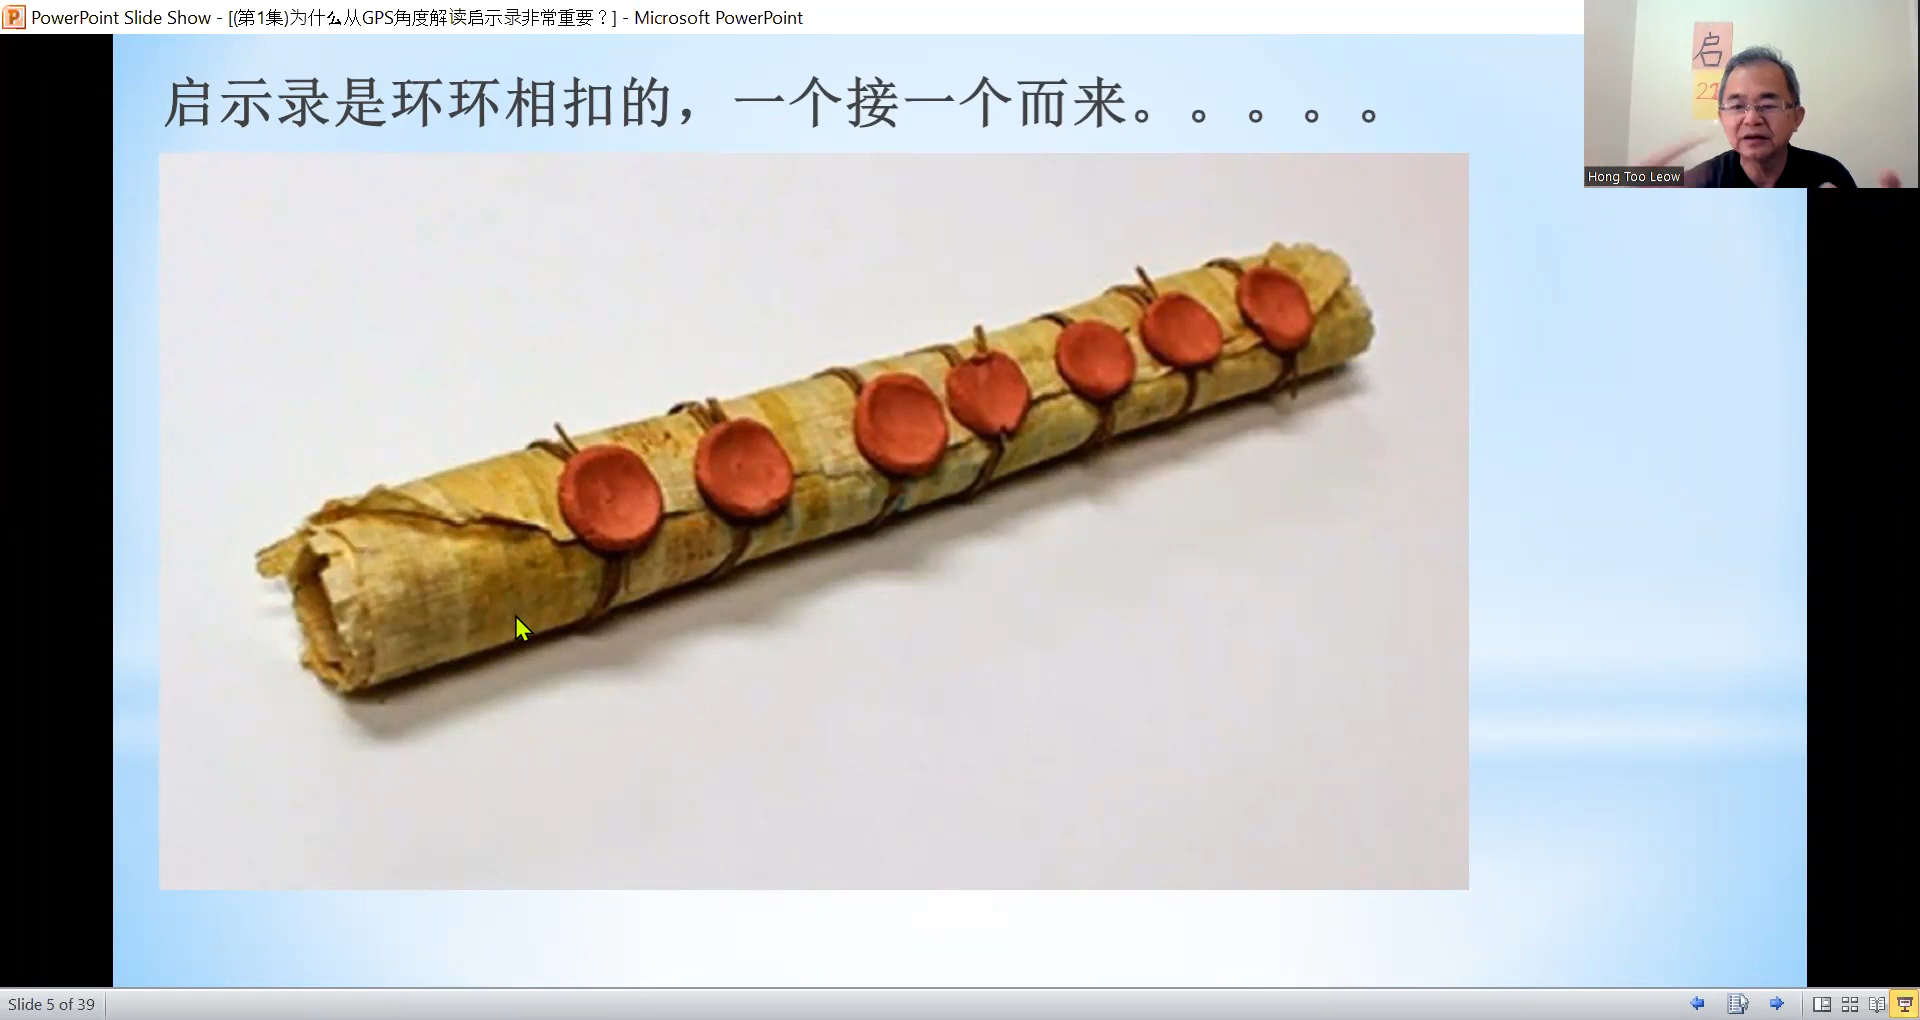 PowerPoint Slide Show - [(第1集)为什么从GPS角度解读启示录非常重要？] - Microsoft PowerPoint
启示录是环环相扣的，一个接一个而来。。。。。
启
21
Hong Too Leow
Slide 5 of 39